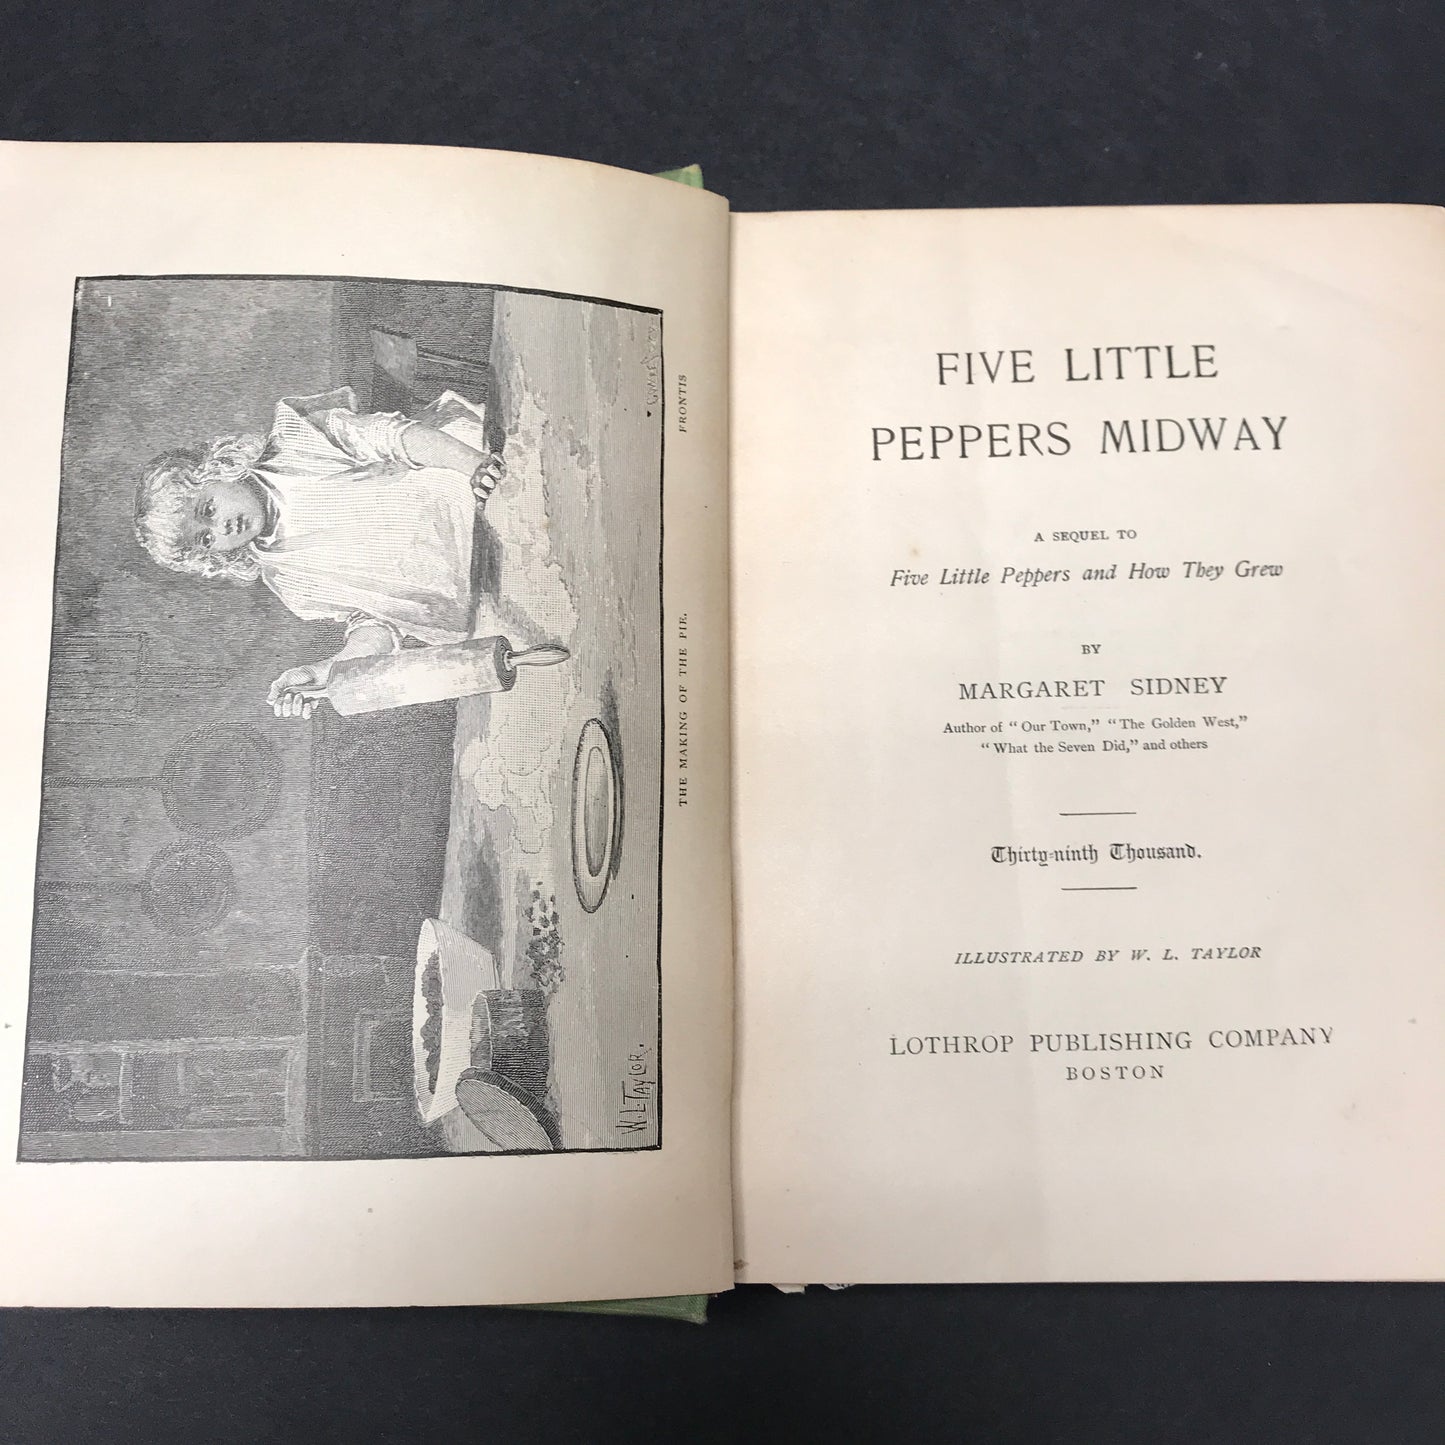 THE MAKING OF THE PIE. FRONTIS
W. L. TAYLOR.
FIVE LITTLE
PEPPERS MIDWAY
A SEQUEL TO
Five Little Peppers and How They Grew
BY
MARGARET SIDNEY
Author of “Our Town,” “The Golden West,”
“What the Seven Did,” and others
Thirty-ninth Thousand.
ILLUSTRATED BY W. L. TAYLOR
LOTHROP PUBLISHING COMPANY
BOSTON